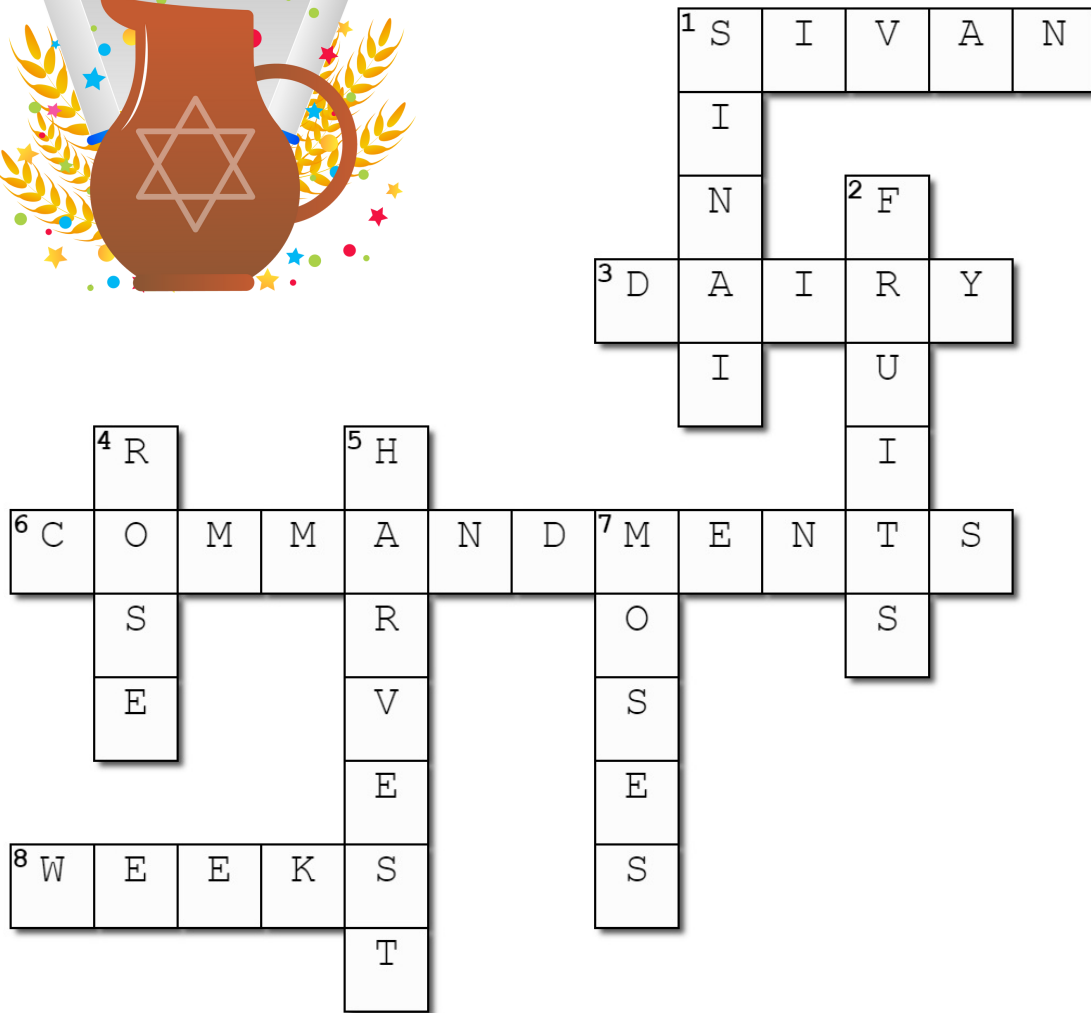 1 S I V A N
I
N 2 F
3 D A I R Y
I U
4 R 5 H I
6 C O M M A N D 7 M E N T S
S R O S
E V S
E E
8 W E E K S S
T